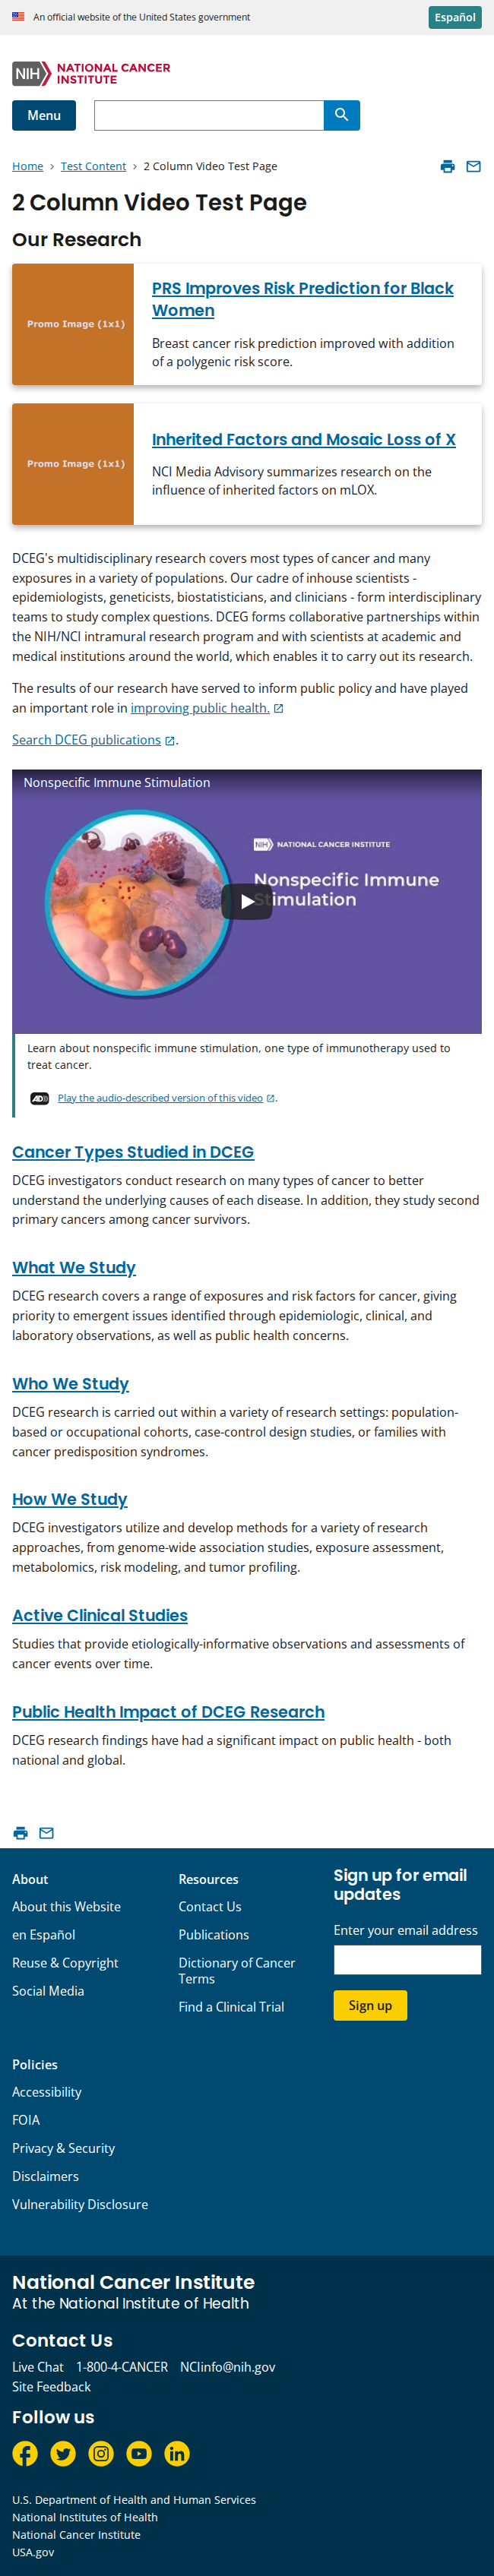 An official website of the United States government
Español
NIH NATIONAL CANCER
INSTITUTE
Menu
Home > Test Content > 2 Column Video Test Page
2 Column Video Test Page
Our Research
Promo Image (1x1)
PRS Improves Risk Prediction for Black
Women
Breast cancer risk prediction improved with addition
of a polygenic risk score.
Promo Image (1x1)
Inherited Factors and Mosaic Loss of X
NCI Media Advisory summarizes research on the
influence of inherited factors on mLOX.
DCEG's multidisciplinary research covers most types of cancer and many
exposures in a variety of populations. Our cadre of inhouse scientists -
epidemiologists, geneticists, biostatisticians, and clinicians - form interdisciplinary
teams to study complex questions. DCEG forms collaborative partnerships within
the NIH/NCI intramural research program and with scientists at academic and
medical institutions around the world, which enables it to carry out its research.
The results of our research have served to inform public policy and have played
an important role in improving public health.
Search DCEG publications.
Nonspecific Immune Stimulation
NIH NATIONAL CANCER INSTITUTE
Nonspecific Immune
Stimulation
Learn about nonspecific immune stimulation, one type of immunotherapy used to
treat cancer.
AD Play the audio-described version of this video.
Cancer Types Studied in DCEG
DCEG investigators conduct research on many types of cancer to better
understand the underlying causes of each disease. In addition, they study second
primary cancers among cancer survivors.
What We Study
DCEG research covers a range of exposures and risk factors for cancer, giving
priority to emergent issues identified through epidemiologic, clinical, and
laboratory observations, as well as public health concerns.
Who We Study
DCEG research is carried out within a variety of research settings: population-
based or occupational cohorts, case-control design studies, or families with
cancer predisposition syndromes.
How We Study
DCEG investigators utilize and develop methods for a variety of research
approaches, from genome-wide association studies, exposure assessment,
metabolomics, risk modeling, and tumor profiling.
Active Clinical Studies
Studies that provide etiologically-informative observations and assessments of
cancer events over time.
Public Health Impact of DCEG Research
DCEG research findings have had a significant impact on public health - both
national and global.
About
About this Website
en Español
Reuse & Copyright
Social Media
Resources
Contact Us
Publications
Dictionary of Cancer
Terms
Find a Clinical Trial
Sign up for email
updates
Enter your email address
Sign up
Policies
Accessibility
FOIA
Privacy & Security
Disclaimers
Vulnerability Disclosure
National Cancer Institute
At the National Institute of Health
Contact Us
Live Chat 1-800-4-CANCER NCIinfo@nih.gov
Site Feedback
Follow us
U.S. Department of Health and Human Services
National Institutes of Health
National Cancer Institute
USA.gov